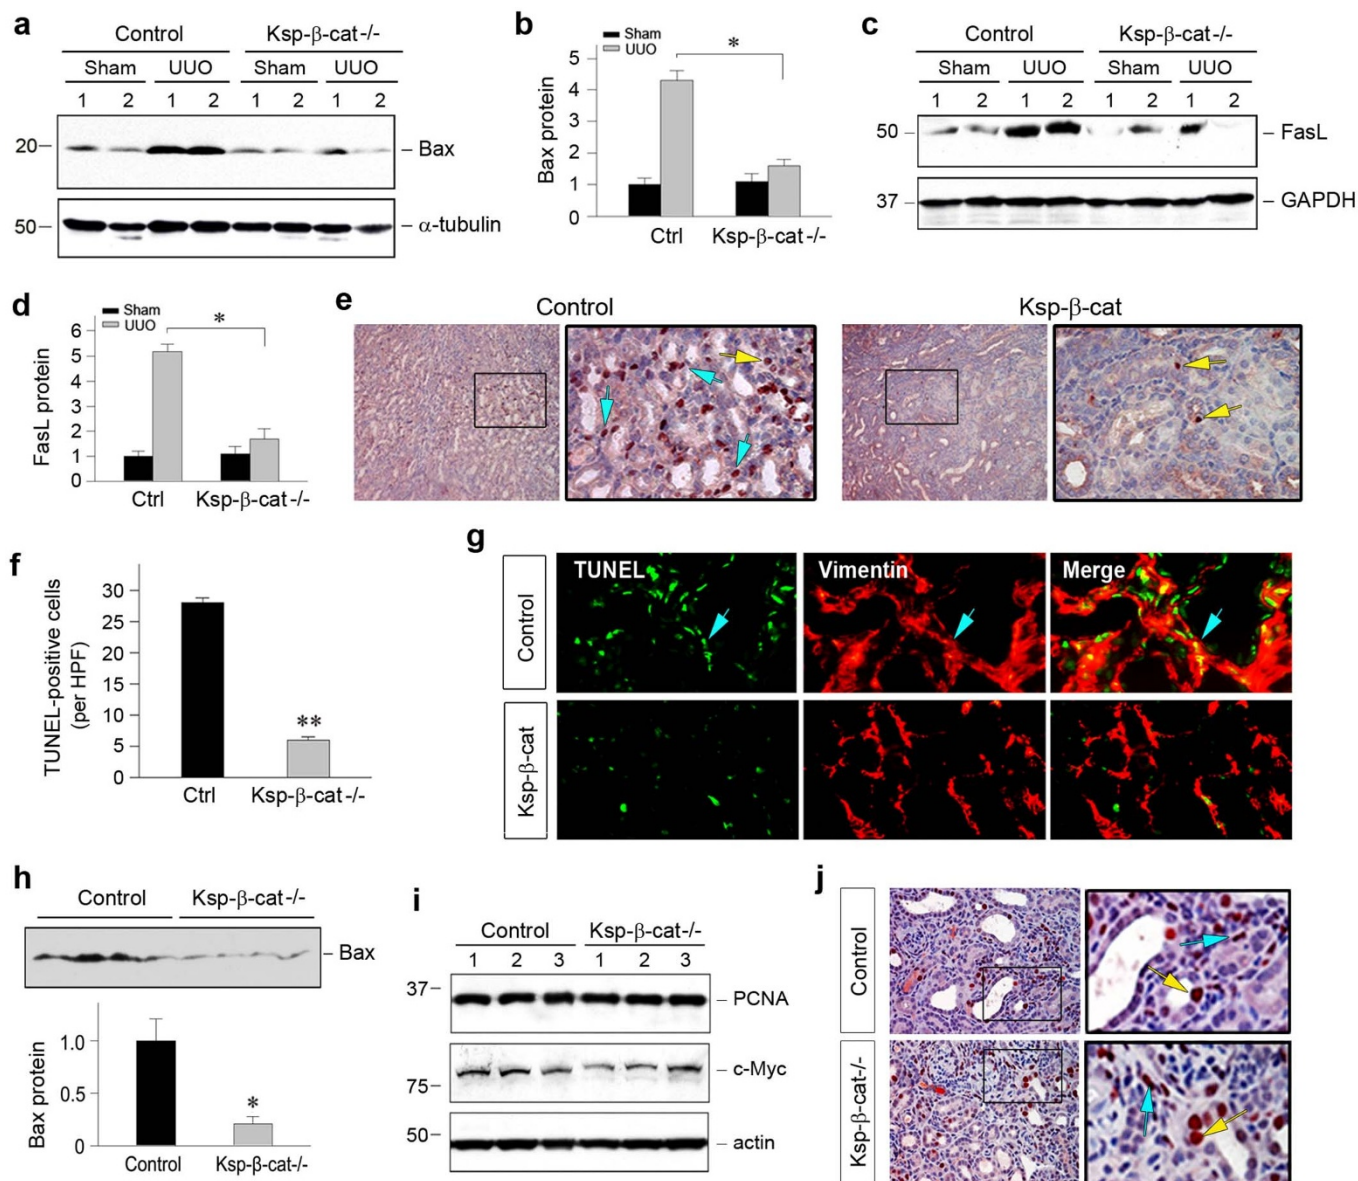 a
Control Ksp-β-cat-/-
Sham UUO Sham UUO
1 2 1 2 1 2 1 2
20 Bax
50 α-tubulin
b
Sham
UUO
*
Bax protein
5
4
3
2
1
0
Ctrl Ksp-β-cat-/-
c
Control Ksp-β-cat-/-
Sham UUO Sham UUO
1 2 1 2 1 2 1 2
50 FasL
37 GAPDH
d
Sham
UUO
*
FasL protein
6
5
4
3
2
1
0
Ctrl Ksp-β-cat-/-
e
Control Ksp-β-cat
f
TUNEL-positive cells
(per HPF)
30
25
20
15
10
5
0
**
Ctrl Ksp-β-cat-/-
g
TUNEL Vimentin Merge
Control
Ksp-β-cat
h
Control Ksp-β-cat-/-
Bax
Bax protein
1.0
0.5
0
*
Control Ksp-β-cat-/-
i
Control Ksp-β-cat-/-
1 2 3 1 2 3
37 PCNA
c-Myc
75
50 actin
j
Control
Ksp-β-cat-/-